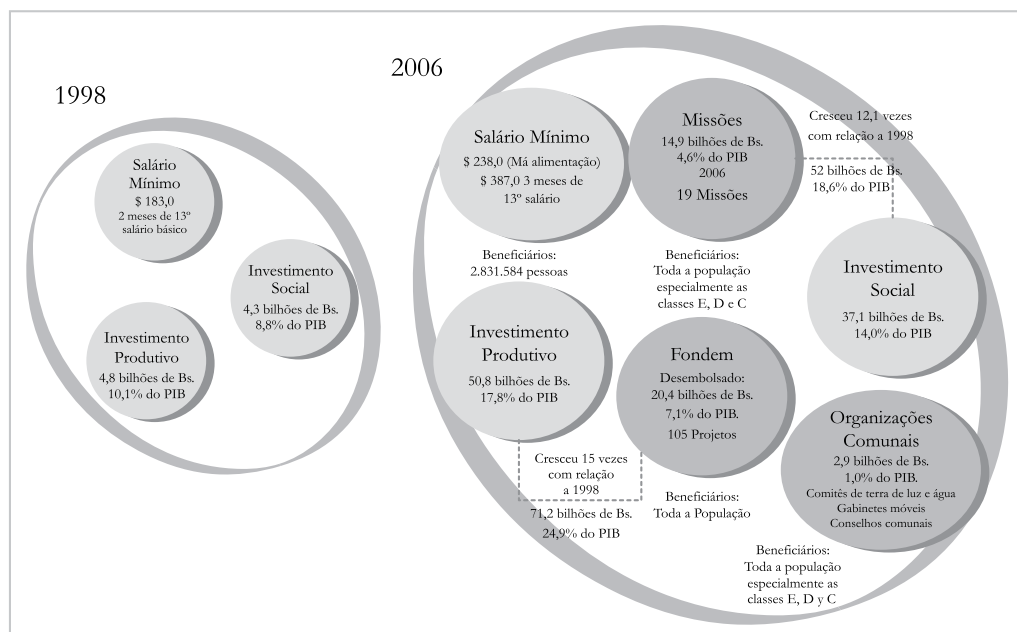 1998
Salário
Mínimo
$ 183,0
2 meses de 13º
salário básico
Investimento
Social
4,3 bilhões de Bs.
8,8% do PIB
Investimento
Produtivo
4,8 bilhões de Bs.
10,1% do PIB
2006
Salário Mínimo
$ 238,0 (Má alimentação)
$ 387,0 3 meses de
13º salário
Beneficiários:
2.831.584 pessoas
Missões
14,9 bilhões de Bs.
4,6% do PIB
2006
19 Missões
Beneficiários:
Toda a população
especialmente as
classes E, D e C
Cresceu 12,1 vezes
com relação a 1998
52 bilhões de Bs.
18,6% do PIB
Investimento
Social
37,1 bilhões de Bs.
14,0% do PIB
Investimento
Produtivo
50,8 bilhões de Bs.
17,8% do PIB
Cresceu 15 vezes
com relação
a 1998
71,2 bilhões de Bs.
24,9% do PIB
Fondem
Desembolsado:
20,4 bilhões de Bs.
7,1% do PIB.
105 Projetos
Beneficiários:
Toda a População
Organizações
Comunais
2,9 bilhões de Bs.
1,0% do PIB.
Comitês de terra de luz e água
Gabinetes móveis
Conselhos comunais
Beneficiários:
Toda a população
especialmente as
classes E, D y C